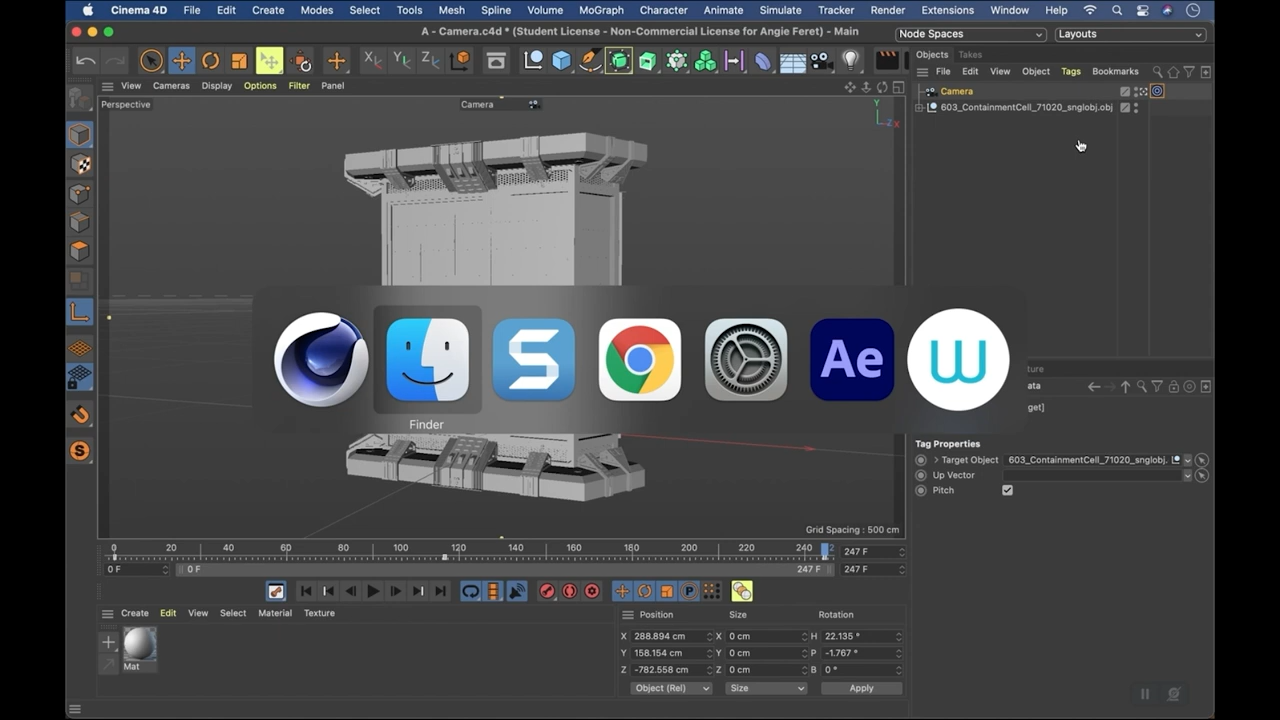 Cinema 4D File Edit Create Modes Select Tools Mesh Spline Volume MoGraph Character Animate Simulate Tracker Render Extensions Window Help
A - Camera.c4d * (Student License - Non-Commercial License for Angie Feret) - Main
Node Spaces
Layouts
Objects Takes
File Edit View Object Tags Bookmarks
View Cameras Display Options Filter Panel
Perspective
Camera
Y
Z X
Camera
603_ContainmentCell_71020_snglobj.obj
S
Ae
W
Finder
Tag Properties
Target Object 603_ContainmentCell_71020_snglobj.
Up Vector
Pitch
Grid Spacing : 500 cm
0 20 40 60 80 100 120 140 160 180 200 220 240
247 F
0 F
0 F
247 F
247 F
Create Edit View Select Material Texture
Mat
Position Size Rotation
X 288.894 cm X 0 cm H 22.135 °
Y 158.154 cm Y 0 cm P -1.767 °
Z -782.558 cm Z 0 cm B 0 °
Object (Rel) Size Apply